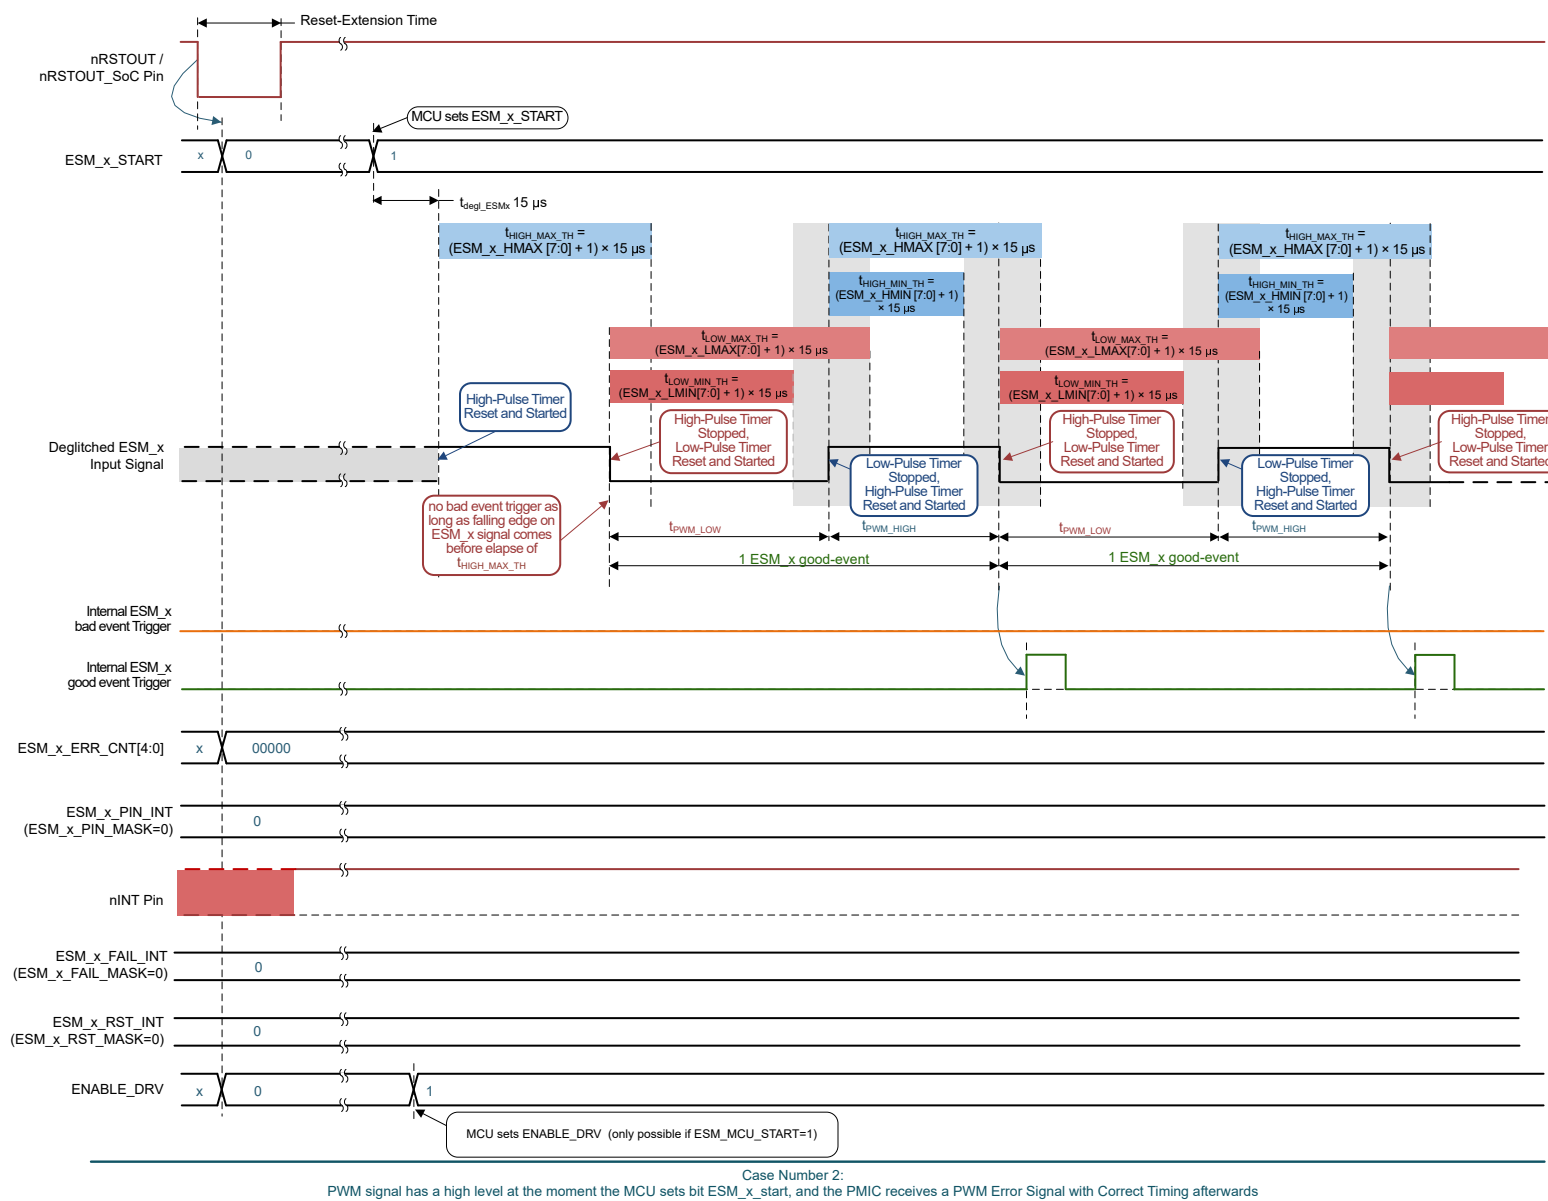 Reset-Extension Time
nRSTOUT /
nRSTOUT_SoC Pin
MCU sets ESM_x_START
ESM_x_START
x
0
1
tdegl_ESMx 15 µs
tHIGH_MAX_TH =
(ESM_x_HMAX [7:0] + 1) × 15 µs
tHIGH_MAX_TH =
(ESM_x_HMAX [7:0] + 1) × 15 µs
tHIGH_MAX_TH =
(ESM_x_HMAX [7:0] + 1) × 15 µs
tHIGH_MIN_TH =
(ESM_x_HMIN [7:0] + 1)
× 15 µs
tHIGH_MIN_TH =
(ESM_x_HMIN [7:0] + 1)
× 15 µs
tLOW_MAX_TH =
(ESM_x_LMAX[7:0] + 1) × 15 µs
tLOW_MAX_TH =
(ESM_x_LMAX[7:0] + 1) × 15 µs
tLOW_MIN_TH =
(ESM_x_LMIN[7:0] + 1) × 15 µs
tLOW_MIN_TH =
(ESM_x_LMIN[7:0] + 1) × 15 µs
High-Pulse Timer
Reset and Started
High-Pulse Timer
Stopped,
Low-Pulse Timer
Reset and Started
High-Pulse Timer
Stopped,
Low-Pulse Timer
Reset and Started
High-Pulse Timer
Stopped,
Low-Pulse Timer
Reset and Started
Deglitched ESM_x
Input Signal
Low-Pulse Timer
Stopped,
High-Pulse Timer
Reset and Started
Low-Pulse Timer
Stopped,
High-Pulse Timer
Reset and Started
no bad event trigger as
long as falling edge on
ESM_x signal comes
before elapse of
tHIGH_MAX_TH
tPWM_LOW
tPWM_HIGH
tPWM_LOW
tPWM_HIGH
1 ESM_x good-event
1 ESM_x good-event
Internal ESM_x
bad event Trigger
Internal ESM_x
good event Trigger
ESM_x_ERR_CNT[4:0]
x
00000
ESM_x_PIN_INT
(ESM_x_PIN_MASK=0)
0
nINT Pin
ESM_x_FAIL_INT
(ESM_x_FAIL_MASK=0)
0
ESM_x_RST_INT
(ESM_x_RST_MASK=0)
0
ENABLE_DRV
x
0
1
MCU sets ENABLE_DRV (only possible if ESM_MCU_START=1)
Case Number 2:
PWM signal has a high level at the moment the MCU sets bit ESM_x_start, and the PMIC receives a PWM Error Signal with Correct Timing afterwards